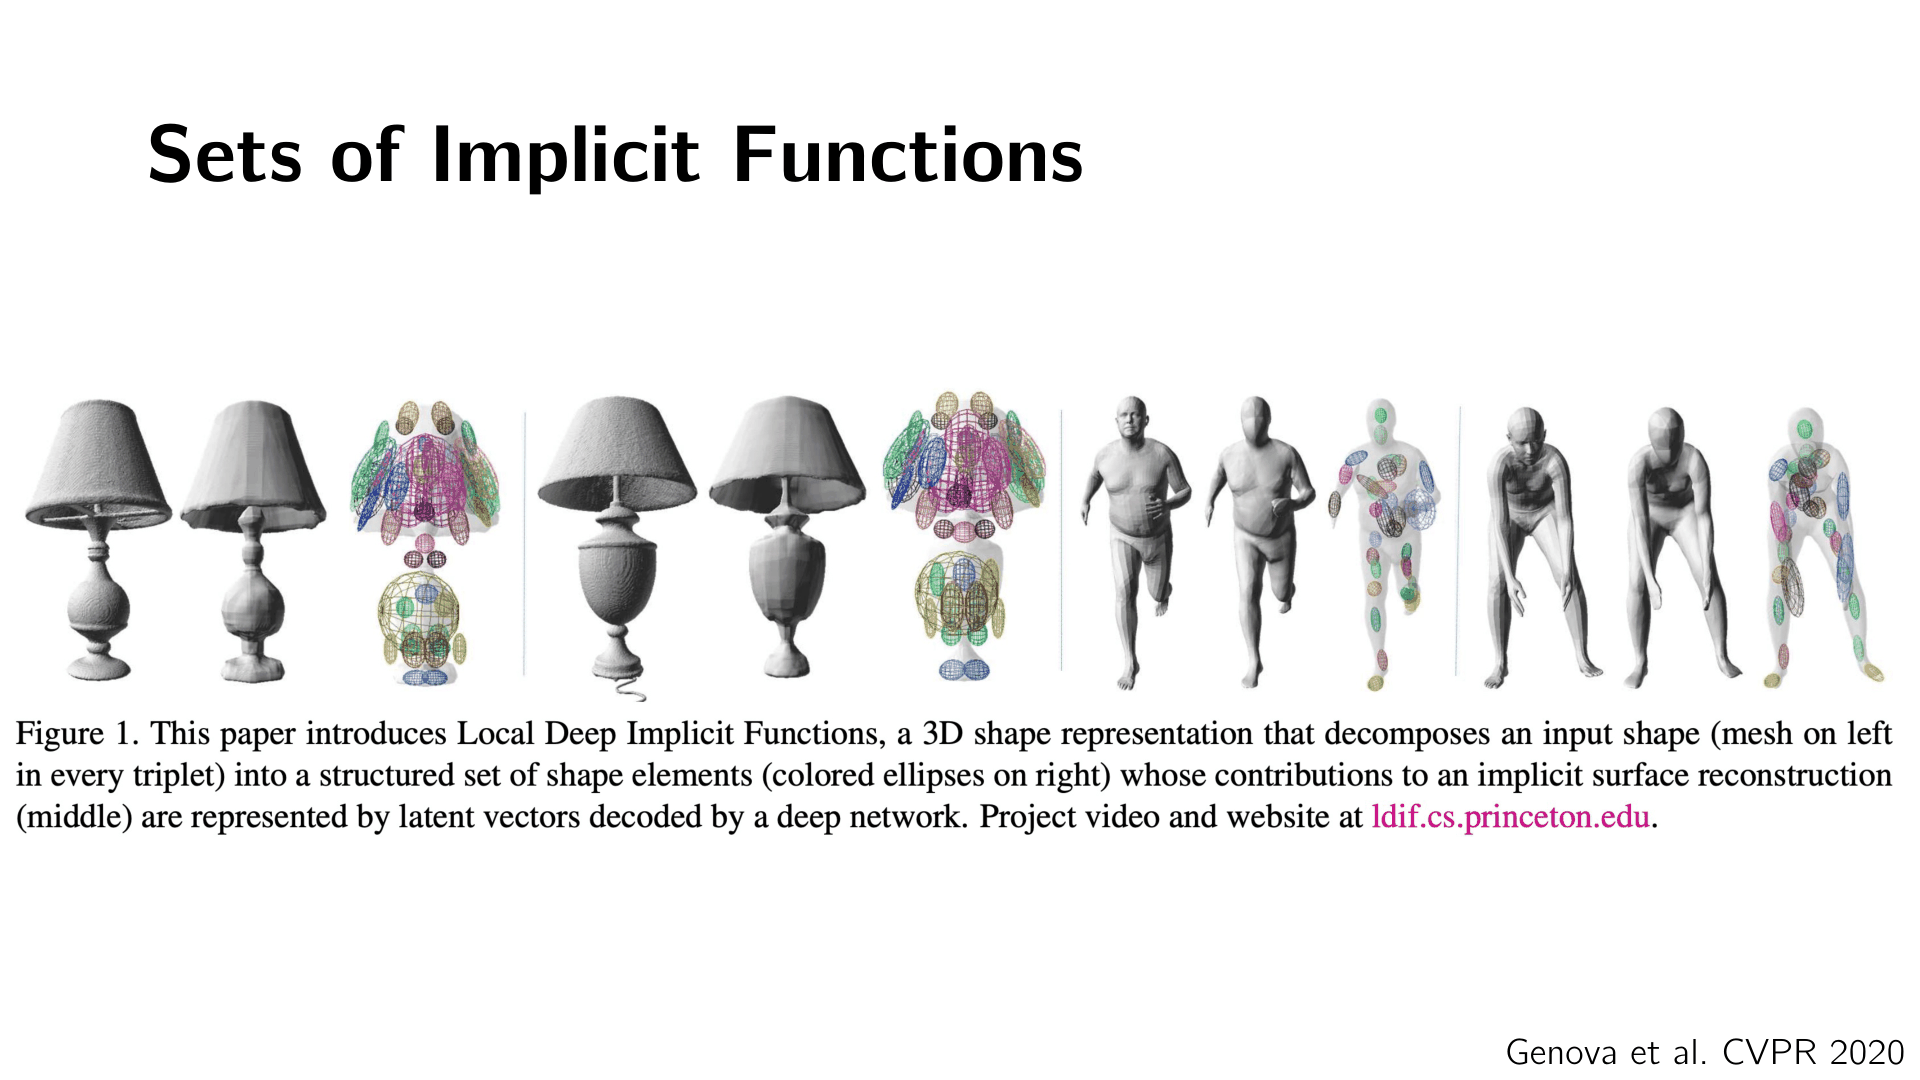 Sets of Implicit Functions
Figure 1. This paper introduces Local Deep Implicit Functions, a 3D shape representation that decomposes an input shape (mesh on left
in every triplet) into a structured set of shape elements (colored ellipses on right) whose contributions to an implicit surface reconstruction
(middle) are represented by latent vectors decoded by a deep network. Project video and website at ldif.cs.princeton.edu.
Genova et al. CVPR 2020